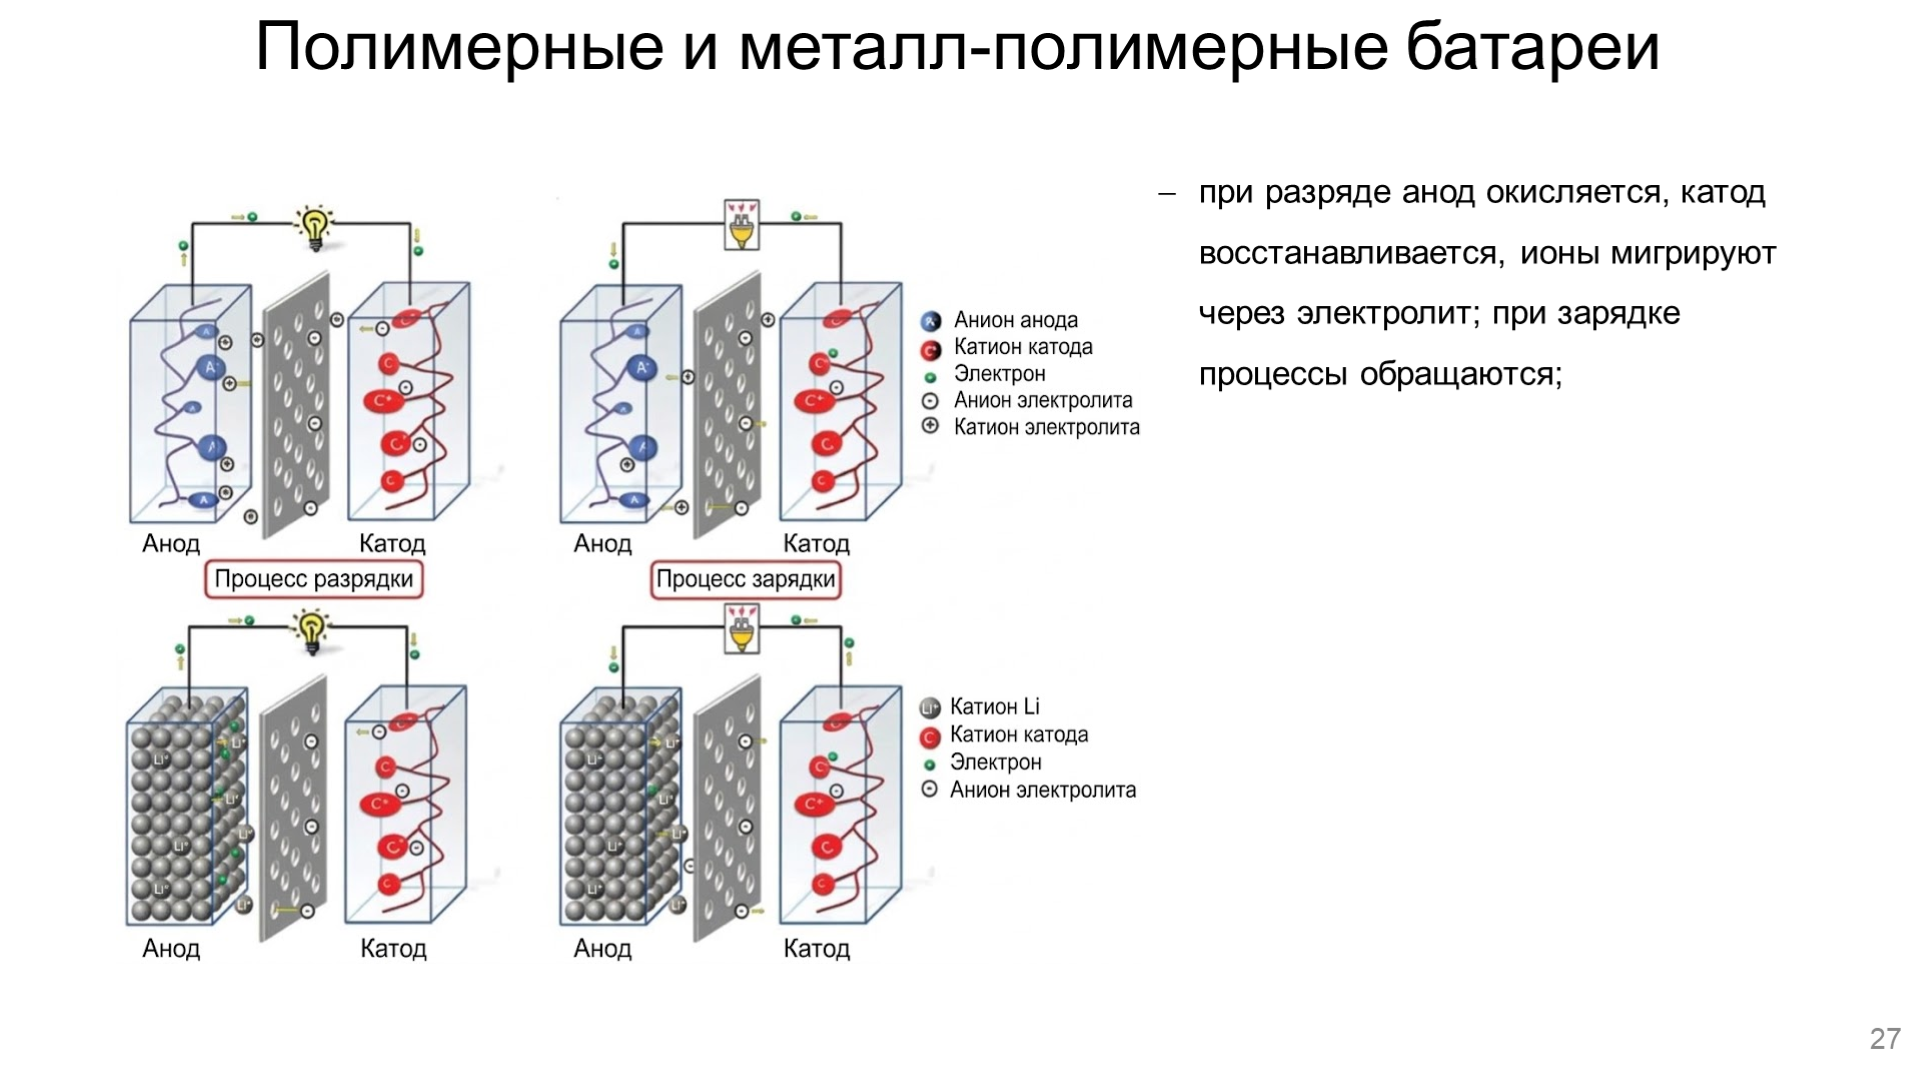 Полимерные и металл-полимерные батареи
– при разряде анод окисляется, катод
восстанавливается, ионы мигрируют
через электролит; при зарядке
процессы обращаются;
Анион анода
Катион катода
Электрон
Анион электролита
Катион электролита
Анод
Катод
Анод
Катод
Процесс разрядки
Процесс зарядки
Катион Li
Катион катода
Электрон
Анион электролита
Анод
Катод
Анод
Катод
27